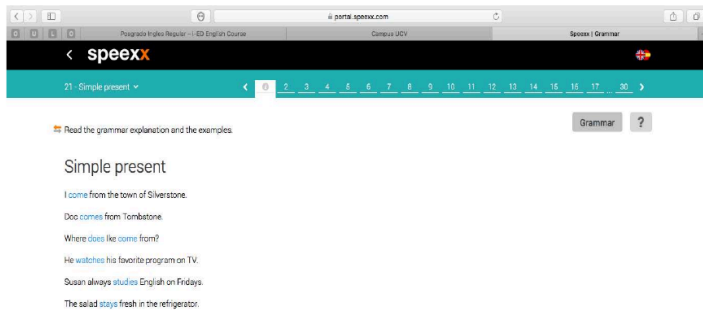 portal.speexx.com
Posgrado Ingles Regular - i-ED English Course
Campus UCV
Speexx | Grammar
speexx
21 - Simple present
2 3 4 5 6 7 8 9 10 11 12 13 14 15 16 17 ... 30
Read the grammar explanation and the examples.
Grammar ?
Simple present
I come from the town of Silverstone.
Doc comes from Tombstone.
Where does Ike come from?
He watches his favorite program on TV.
Susan always studies English on Fridays.
The salad stays fresh in the refrigerator.